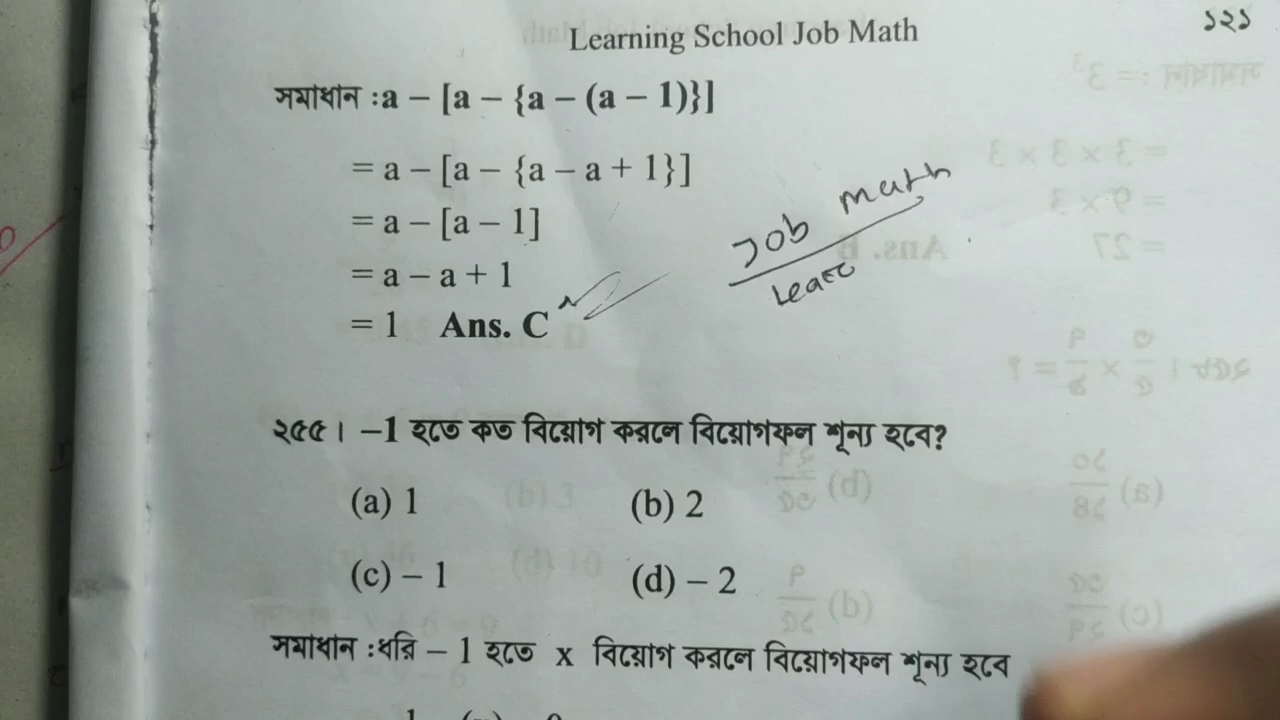 Learning School Job Math
১২১
সমাধান :a – [a – {a – (a – 1)}]
= a – [a – {a – a + 1}]
= a – [a – 1]
= a – a + 1
= 1 Ans. C
Job math
২৫৫। –1 হতে কত বিয়োগ করলে বিয়োগফল শূন্য হবে?
(a) 1 (b) 2
(c) – 1 (d) – 2
সমাধান :ধরি – 1 হতে x বিয়োগ করলে বিয়োগফল শূন্য হবে